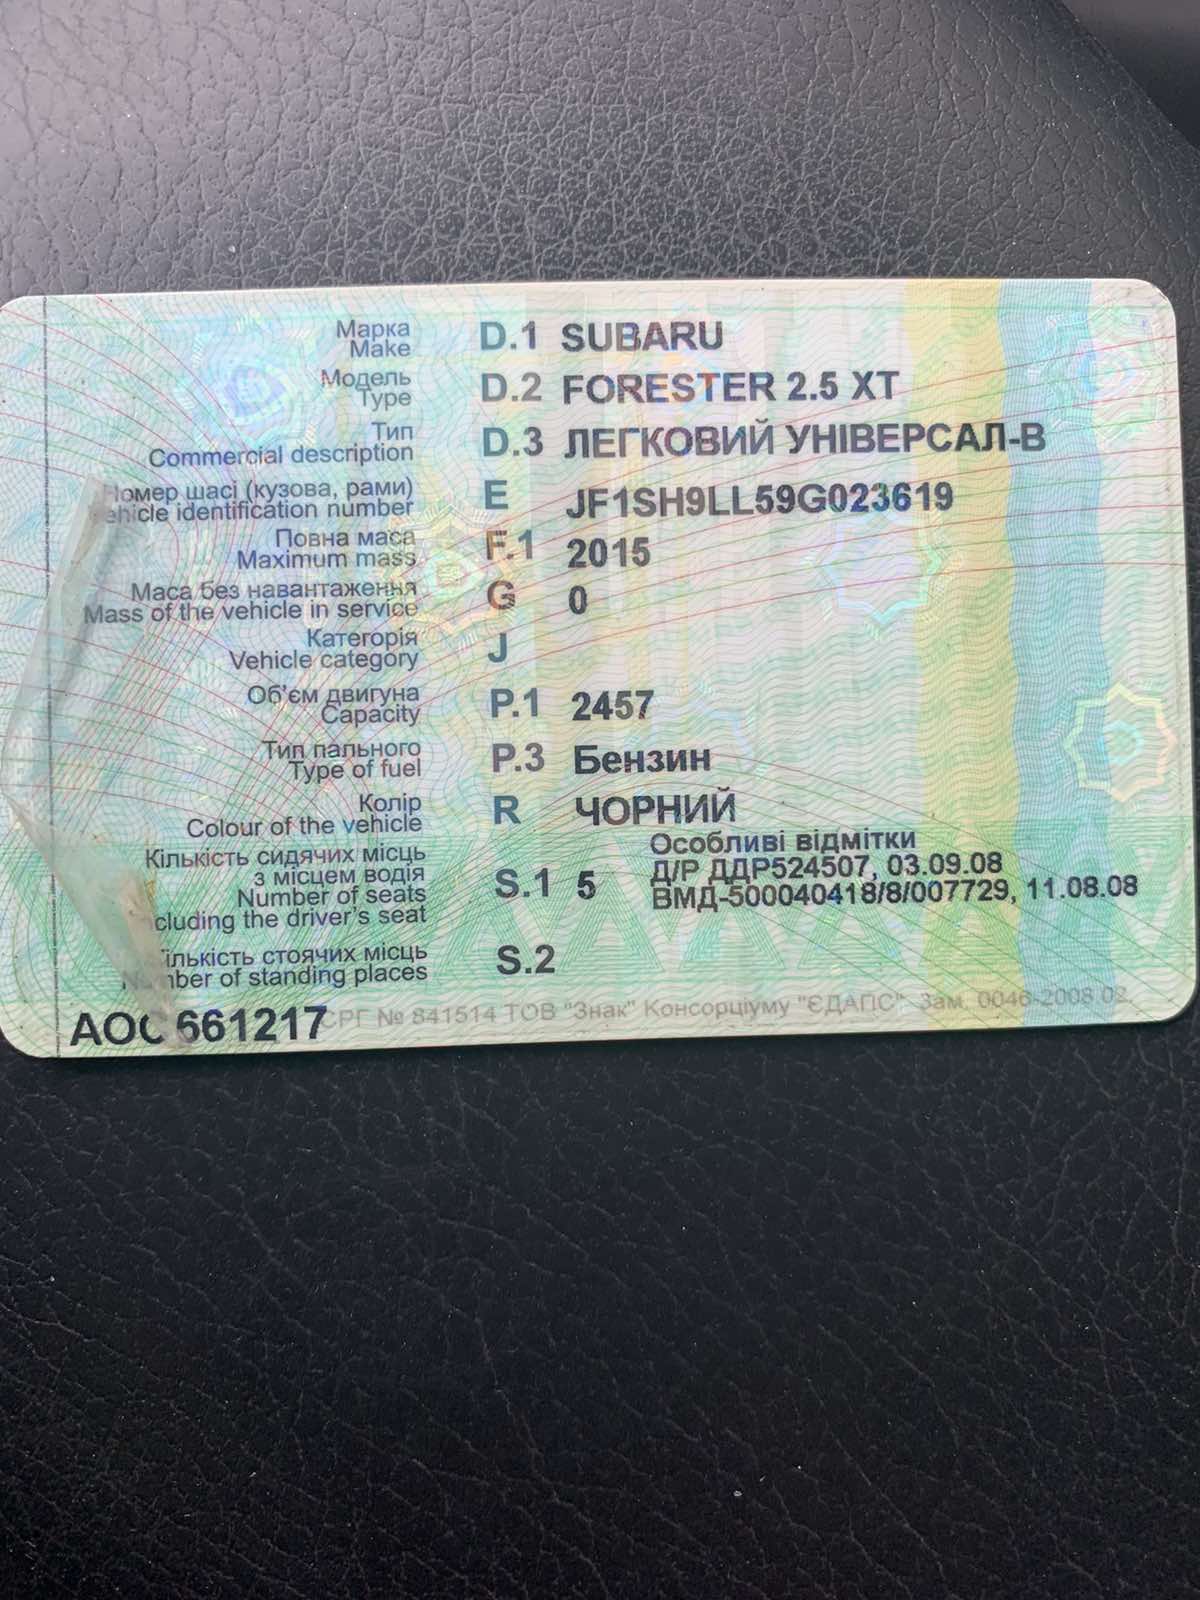 Марка
Make
D.1 SUBARU
Модель
Type
D.2 FORESTER 2.5 XT
Тип
Commercial description
D.3 ЛЕГКОВИЙ УНІВЕРСАЛ-В
Номер шасі (кузова, рами)
Vehicle identification number
E JF1SH9LL59G023619
Повна маса
Maximum mass
F.1 2015
Маса без навантаження
Mass of the vehicle in service
G 0
Категорія
Vehicle category
J
Об'єм двигуна
Capacity
P.1 2457
Тип пального
Type of fuel
P.3 Бензин
Колір
Colour of the vehicle
R ЧОРНИЙ
Кількість сидячих місць
з місцем водія
Number of seats
including the driver's seat
S.1 5
Особливі відмітки
Д/Р ДДР524507, 03.09.08
ВМД-500040418/8/007729, 11.08.08
Кількість стоячих місць
Number of standing places
S.2
АОС 661217
СРГ № 841514 ТОВ "Знак" Консорціуму "ЄДАПС". Зам. 0046-2008.02.